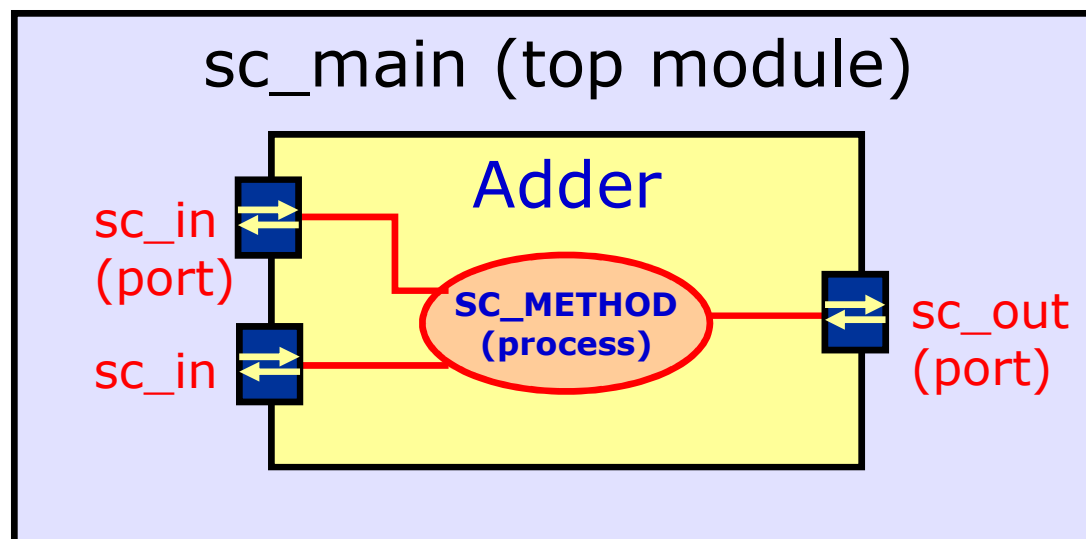 sc_main (top module)
Adder
sc_in
(port)
SC_METHOD
(process)
sc_out
(port)
sc_in